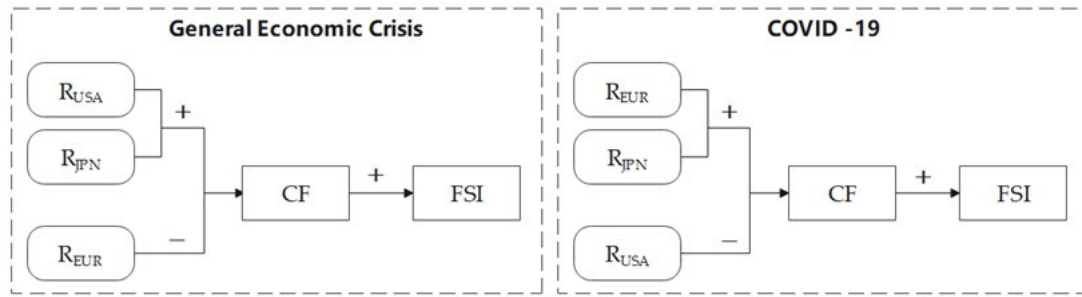 General Economic Crisis
R_USA
+
R_JPN
CF
+
FSI
−
R_EUR
COVID -19
R_EUR
+
R_JPN
CF
+
FSI
−
R_USA